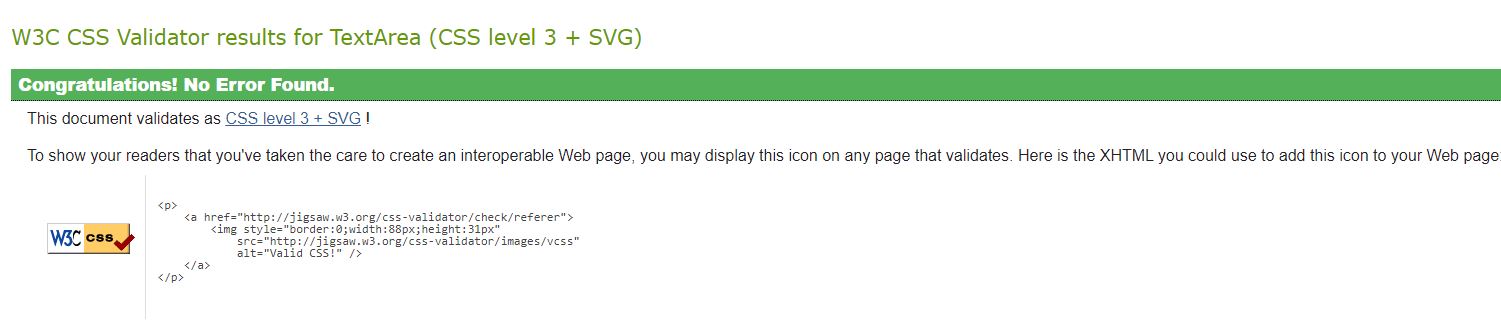 W3C CSS Validator results for TextArea (CSS level 3 + SVG)
Congratulations! No Error Found.
This document validates as CSS level 3 + SVG !
To show your readers that you've taken the care to create an interoperable Web page, you may display this icon on any page that validates. Here is the XHTML you could use to add this icon to your Web page:
W3C css
<p>
<a href="http://jigsaw.w3.org/css-validator/check/referer">
<img style="border:0;width:88px;height:31px"
src="http://jigsaw.w3.org/css-validator/images/vcss"
alt="Valid CSS!" />
</a>
</p>